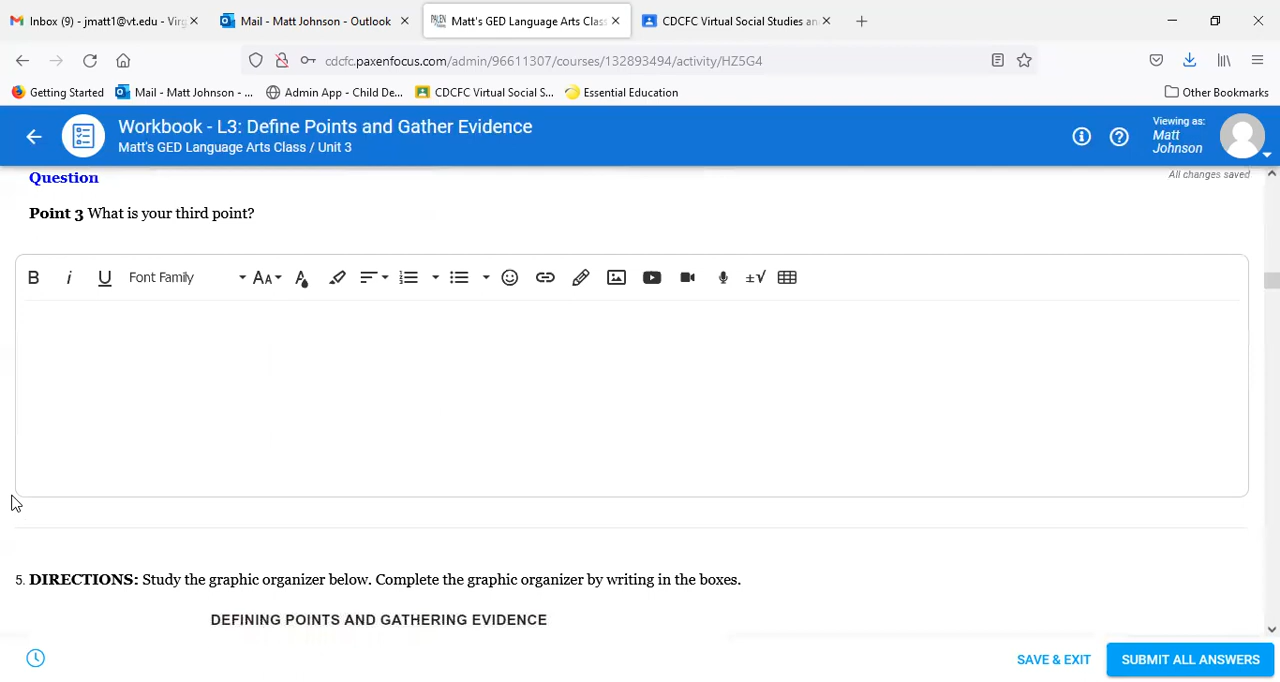 Inbox (9) - jmatt1@vt.edu - Virg
Mail - Matt Johnson - Outlook
PAXEN
Matt's GED Language Arts Clas
CDCFC Virtual Social Studies an
cdcfc.paxenfocus.com/admin/96611307/courses/132893494/activity/HZ5G4
Getting Started
Mail - Matt Johnson - ...
Admin App - Child De...
CDCFC Virtual Social S...
Essential Education
Other Bookmarks
Workbook - L3: Define Points and Gather Evidence
Matt's GED Language Arts Class / Unit 3
Viewing as:
Matt
Johnson
Question
All changes saved
Point 3 What is your third point?
B i U Font Family AA A ±√
5. DIRECTIONS: Study the graphic organizer below. Complete the graphic organizer by writing in the boxes.
DEFINING POINTS AND GATHERING EVIDENCE
SAVE & EXIT
SUBMIT ALL ANSWERS